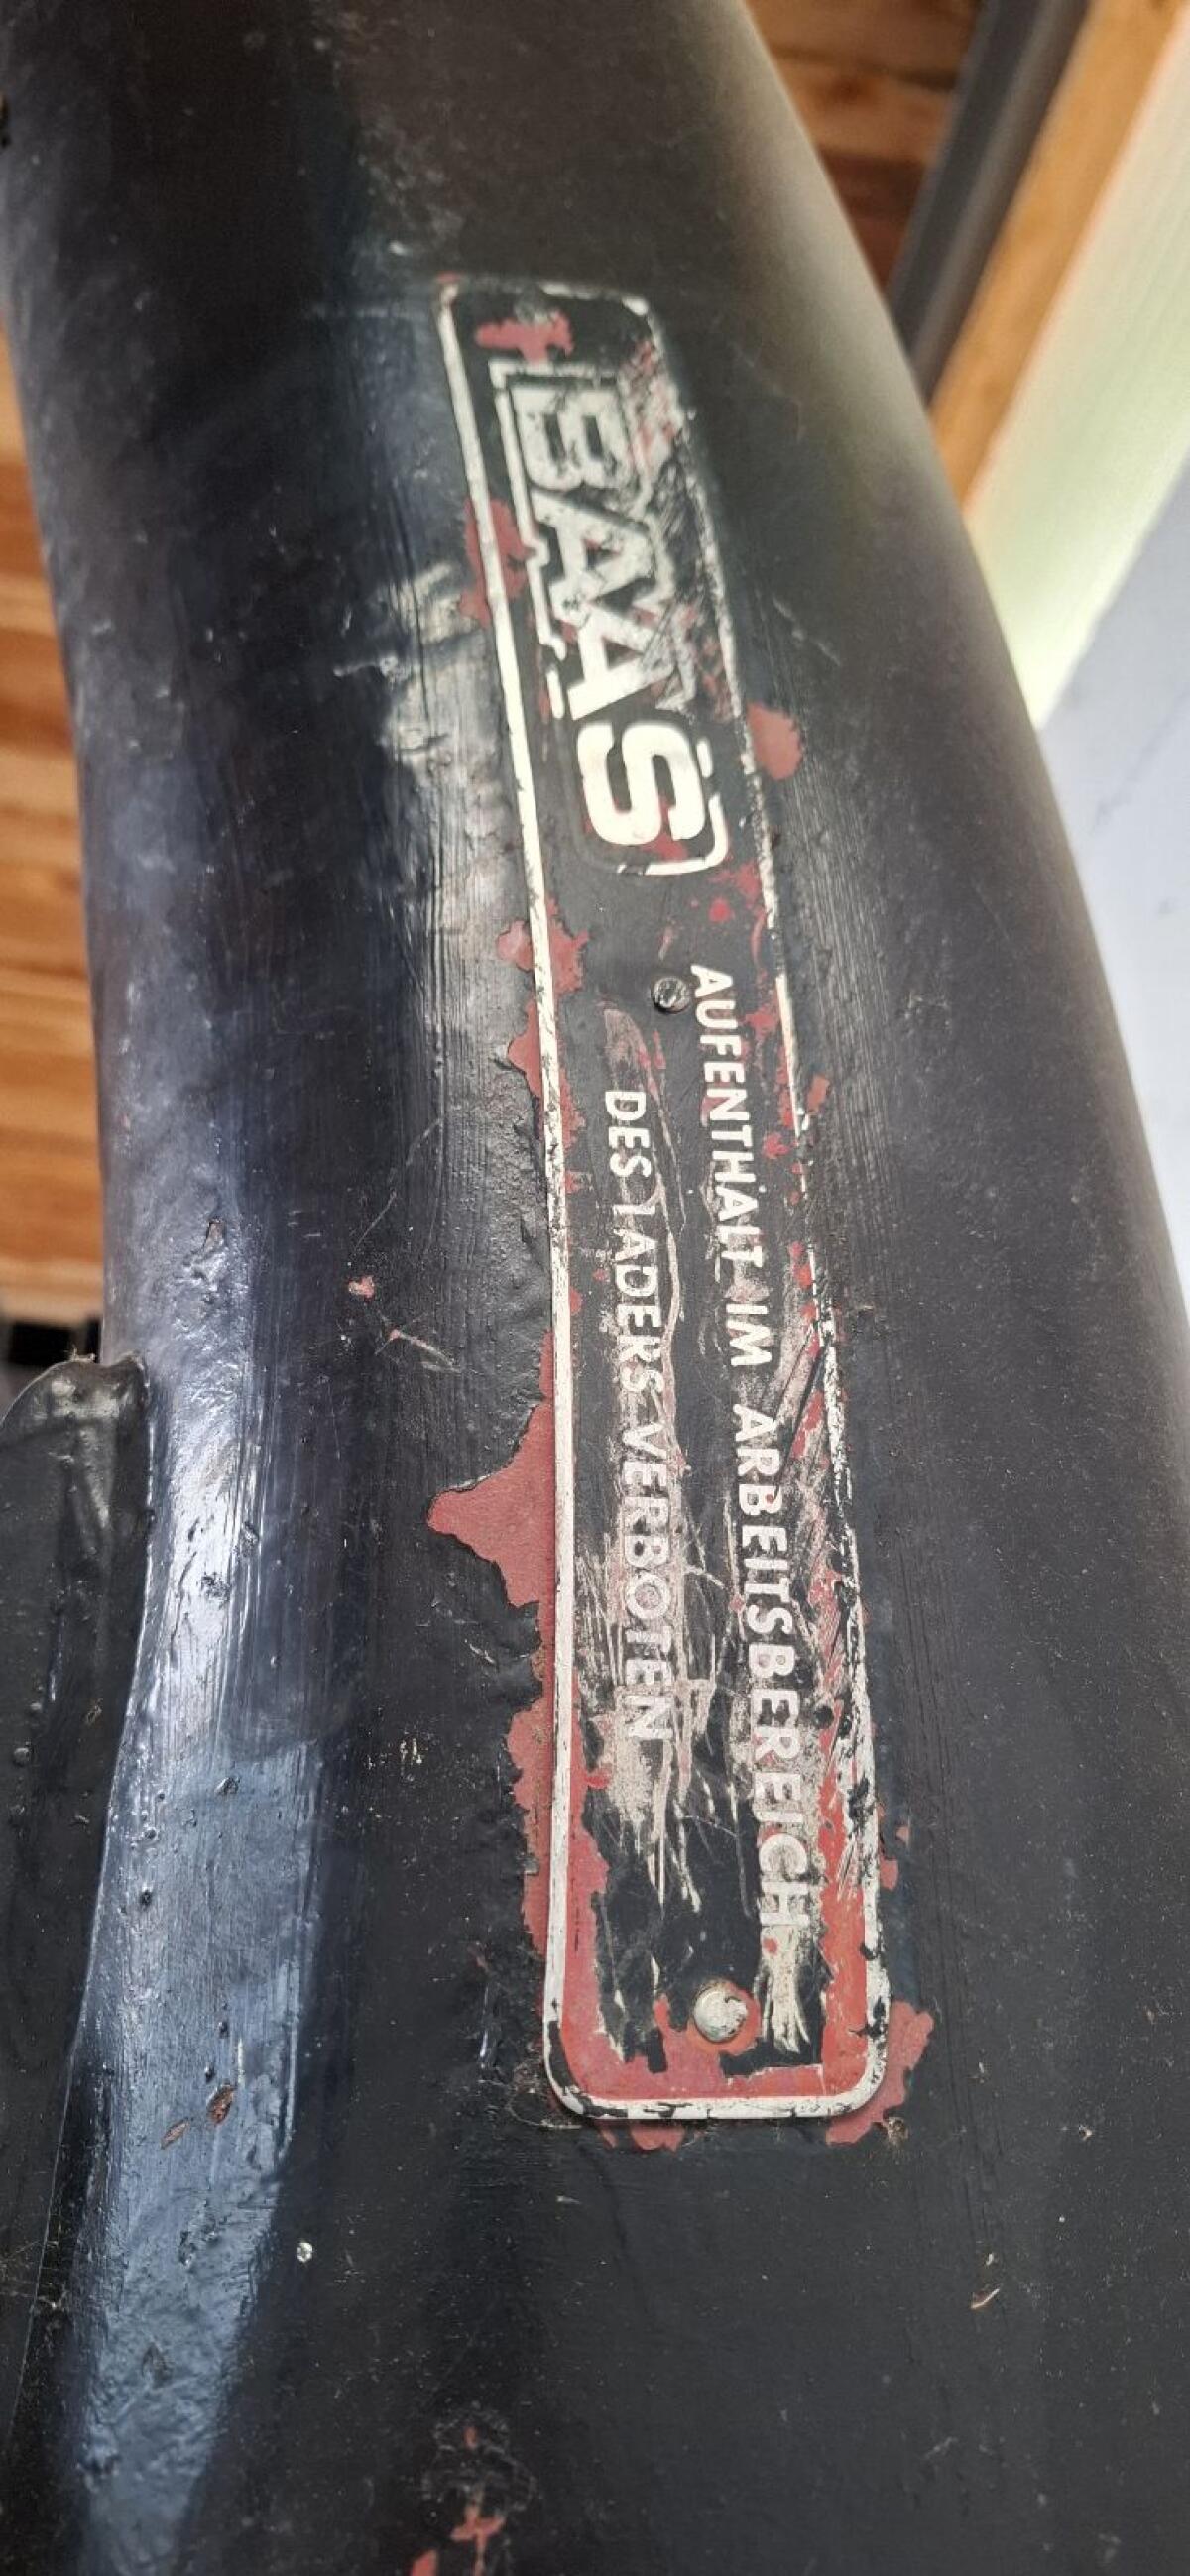 BAAS
AUFENTHALT IM ARBEITSBEREICH
DES LADERS VERBOTEN